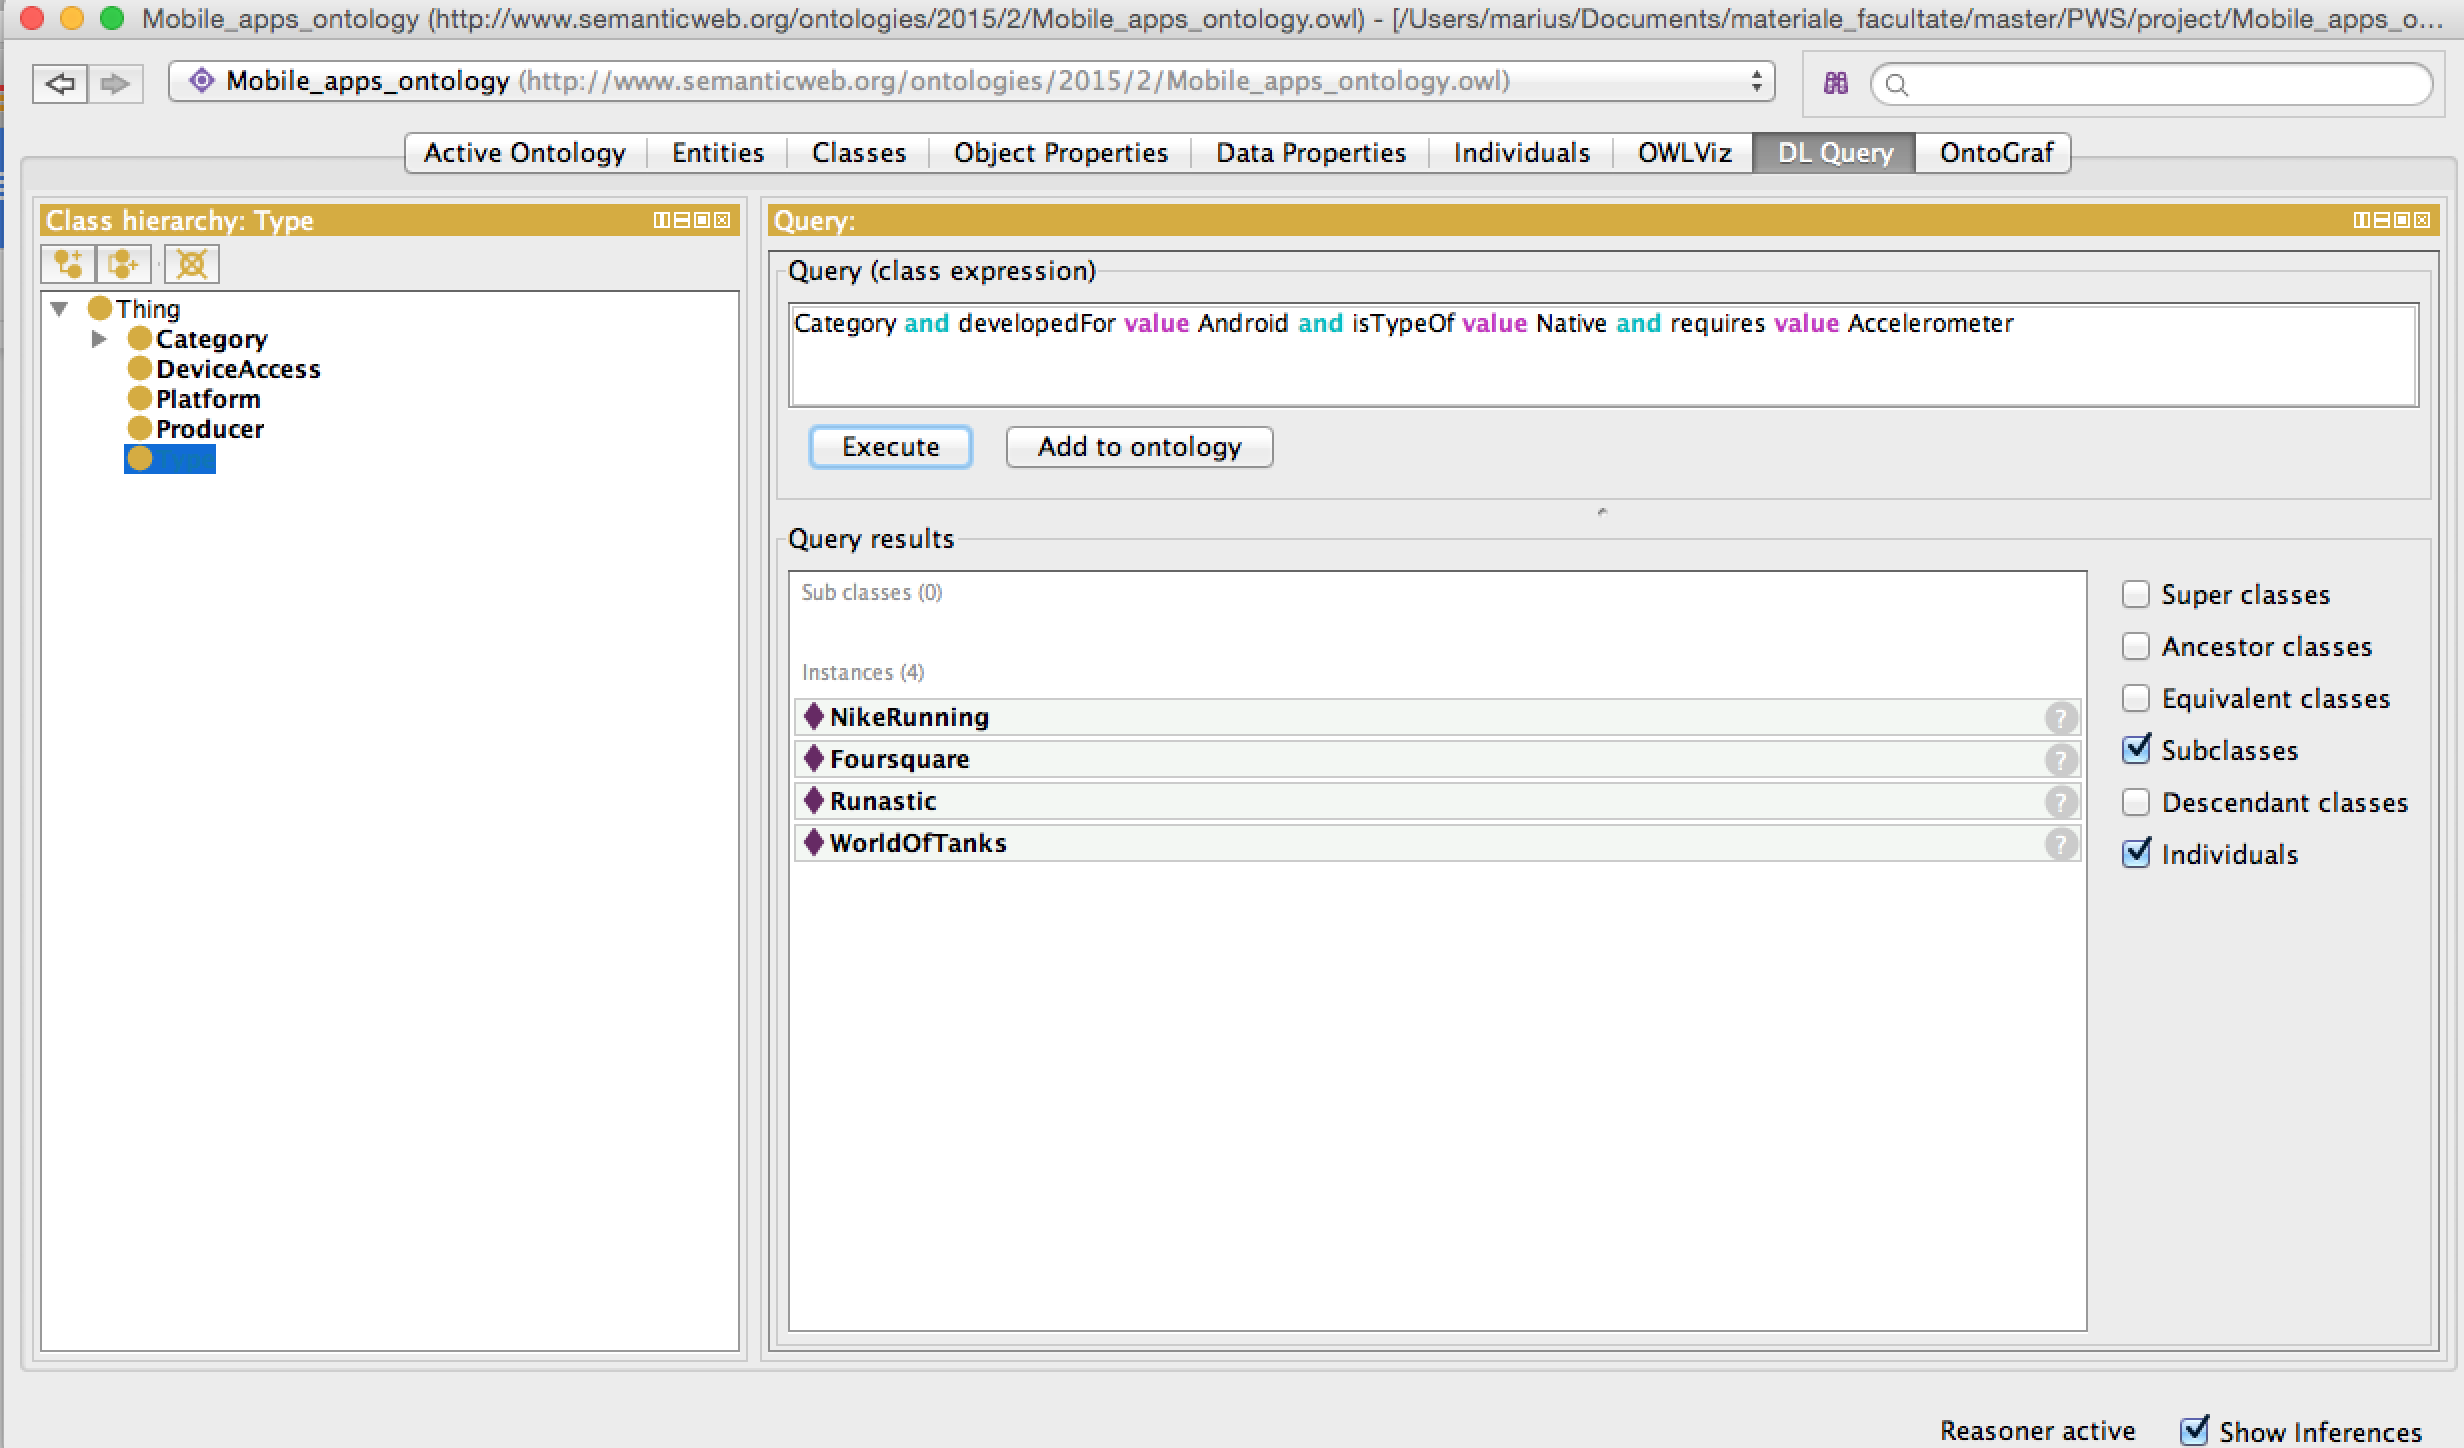 Mobile_apps_ontology (http://www.semanticweb.org/ontologies/2015/2/Mobile_apps_ontology.owl) - [/Users/marius/Documents/materiale_facultate/master/PWS/project/Mobile_apps_o...
Mobile_apps_ontology (http://www.semanticweb.org/ontologies/2015/2/Mobile_apps_ontology.owl)
Active Ontology Entities Classes Object Properties Data Properties Individuals OWLViz DL Query OntoGraf
Class hierarchy: Type
Thing
Category
DeviceAccess
Platform
Producer
Type
Query:
Query (class expression)
Category and developedFor value Android and isTypeOf value Native and requires value Accelerometer
Execute Add to ontology
Query results
Sub classes (0)
Instances (4)
NikeRunning ?
Foursquare ?
Runastic ?
WorldOfTanks ?
Super classes
Ancestor classes
Equivalent classes
Subclasses
Descendant classes
Individuals
Reasoner active Show Inferences